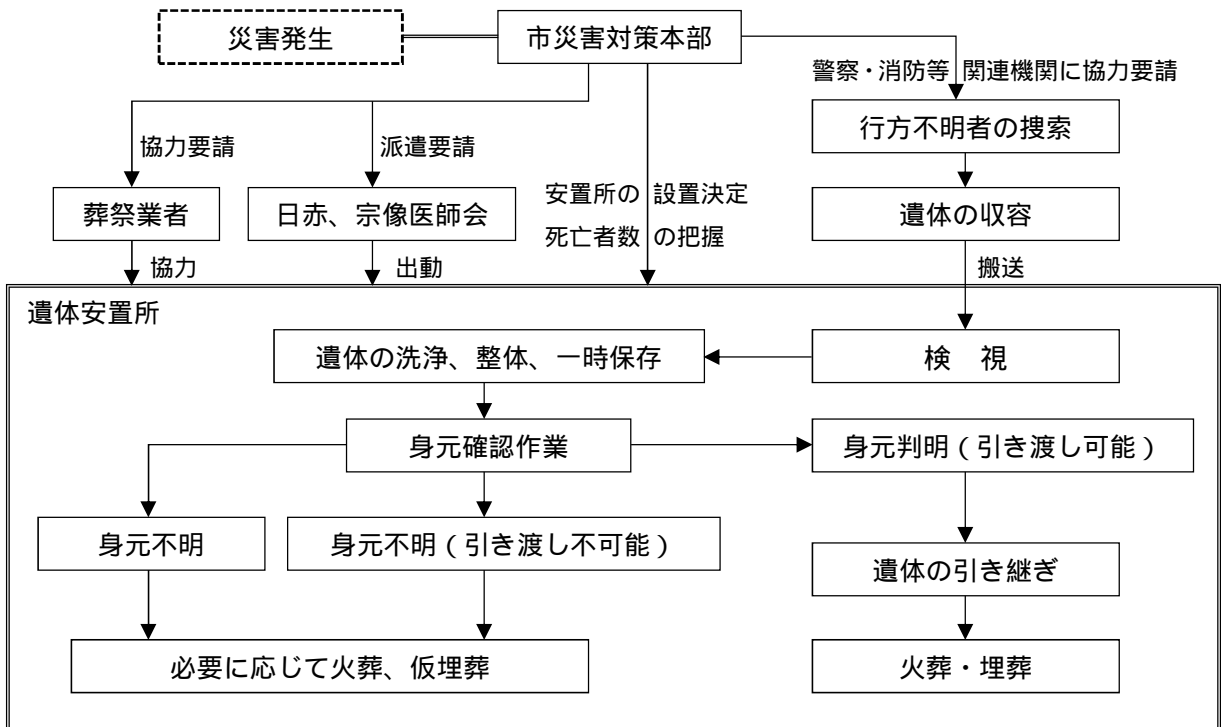 災害発生
市災害対策本部
警察・消防等 関連機関に協力要請
行方不明者の捜索
協力要請
派遣要請
安置所の 設置決定
死亡者数 の把握
葬祭業者
日赤、宗像医師会
遺体の収容
協力
出動
搬送
遺体安置所
遺体の洗浄、整体、一時保存
検 視
身元確認作業
身元判明(引き渡し可能)
身元不明
身元不明(引き渡し不可能)
遺体の引き継ぎ
必要に応じて火葬、仮埋葬
火葬・埋葬